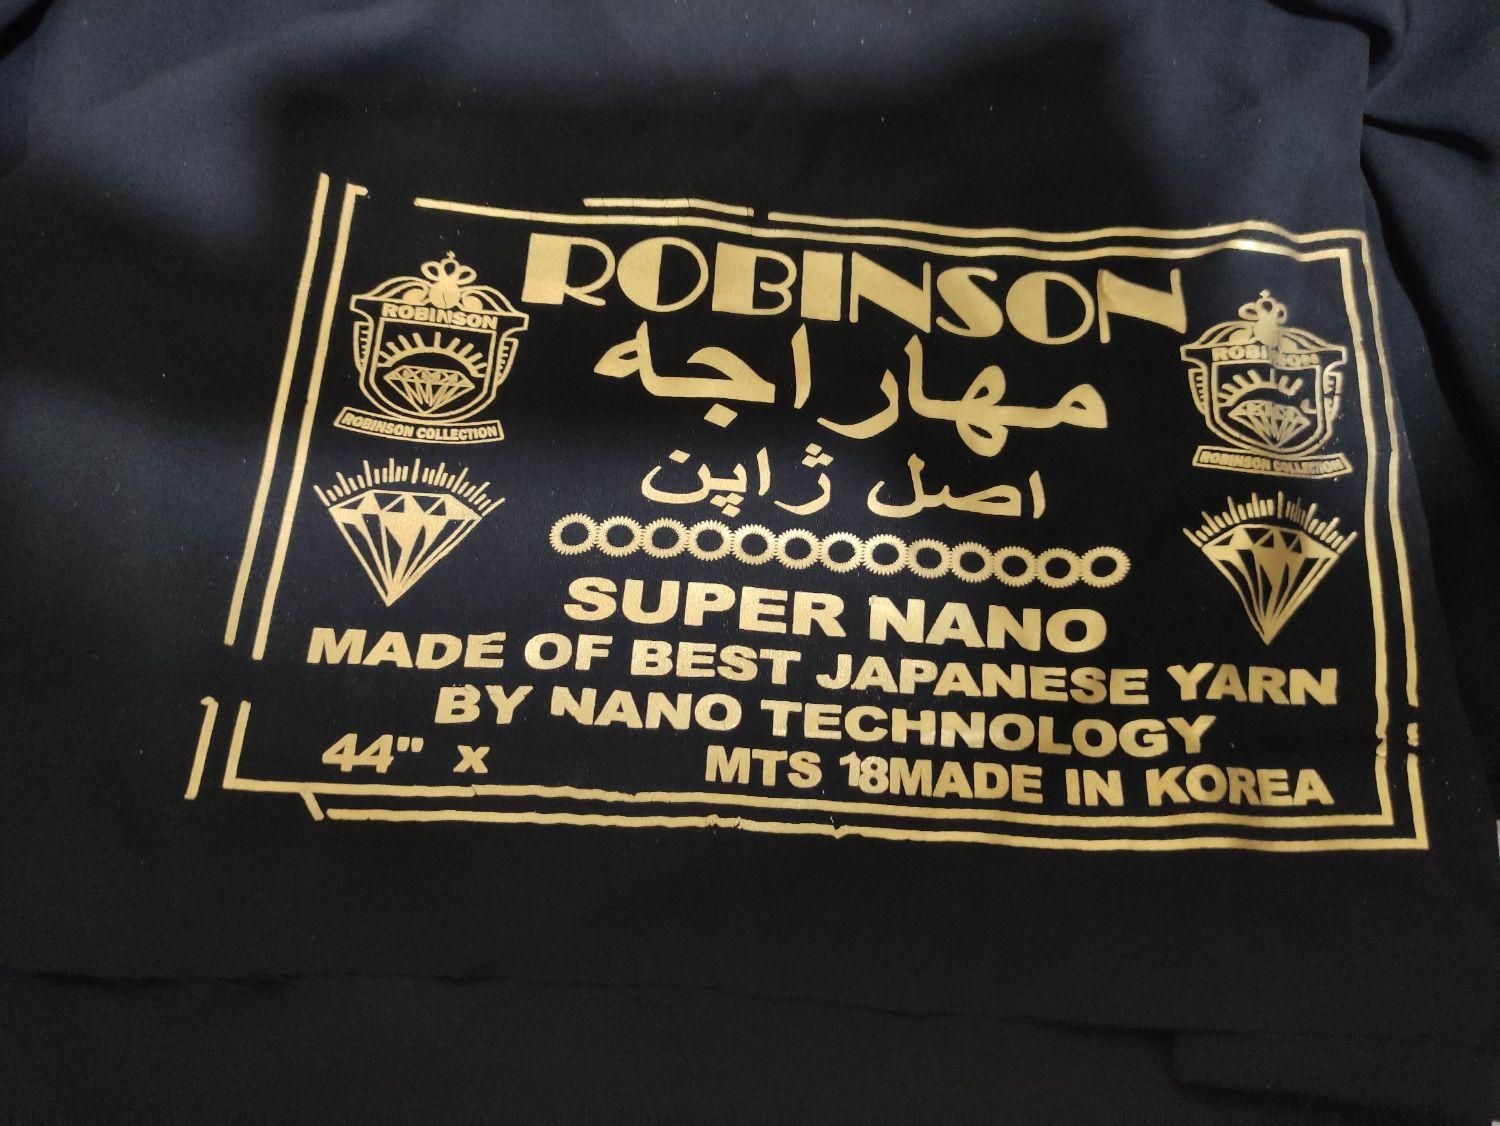 ROBINSON
مهاراجه
اصل ژاپن
SUPER NANO
MADE OF BEST JAPANESE YARN
BY NANO TECHNOLOGY
44" x MTS 18MADE IN KOREA
ROBINSON
ROBINSON COLLECTION
ROBINSON
ROBINSON COLLECTION